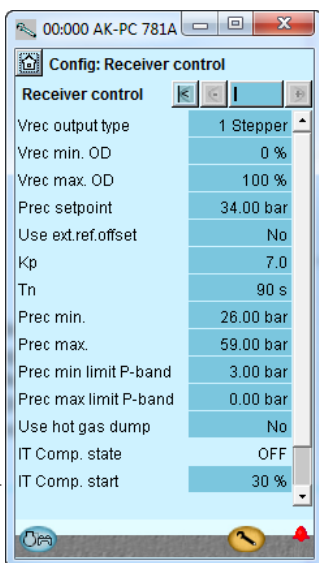 00:000 AK-PC 781A
Config: Receiver control
Receiver control
Vrec output type 1 Stepper
Vrec min. OD 0 %
Vrec max. OD 100 %
Prec setpoint 34.00 bar
Use ext.ref.offset No
Kp 7.0
Tn 90 s
Prec min. 26.00 bar
Prec max. 59.00 bar
Prec min limit P-band 3.00 bar
Prec max limit P-band 0.00 bar
Use hot gas dump No
IT Comp. state OFF
IT Comp. start 30 %